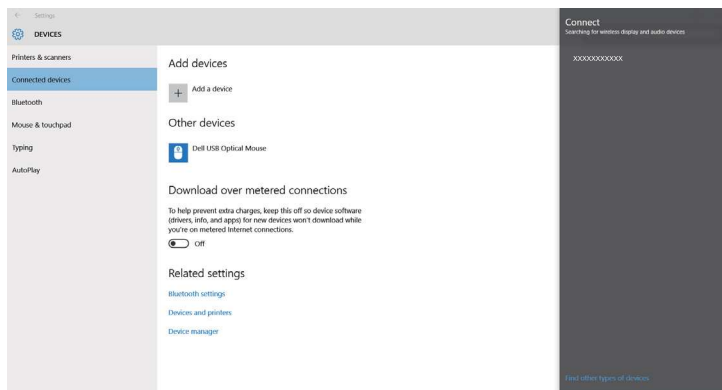 Settings
DEVICES
Printers & scanners
Connected devices
Bluetooth
Mouse & touchpad
Typing
AutoPlay
Add devices
Add a device
Other devices
Dell USB Optical Mouse
Download over metered connections
To help prevent extra charges, keep this off so device software
(drivers, info, and apps) for new devices won't download while
you're on metered Internet connections.
Off
Related settings
Bluetooth settings
Devices and printers
Device manager
Connect
Searching for wireless display and audio devices
XXXXXXXXXXX
Find other types of devices